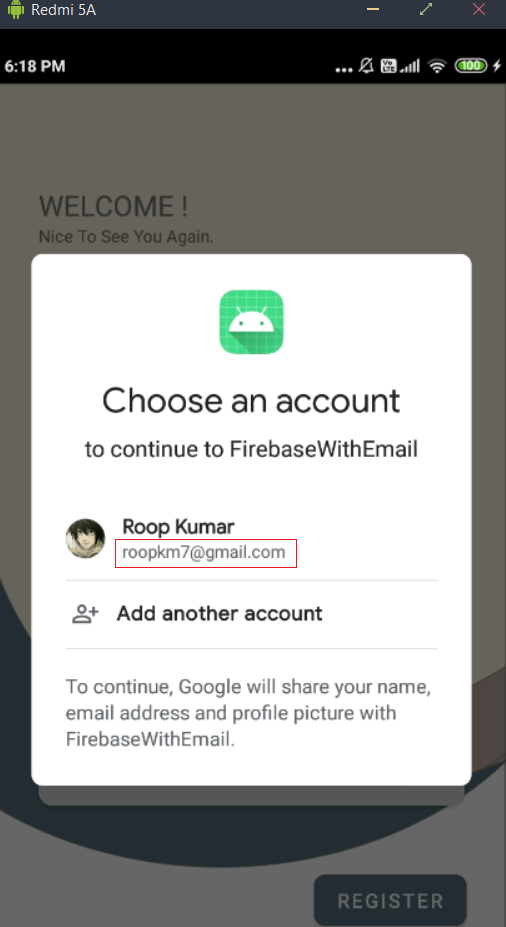 Redmi 5A
6:18 PM
100
WELCOME !
Nice To See You Again.
Choose an account
to continue to FirebaseWithEmail
Roop Kumar
roopkm7@gmail.com
Add another account
To continue, Google will share your name,
email address and profile picture with
FirebaseWithEmail.
REGISTER